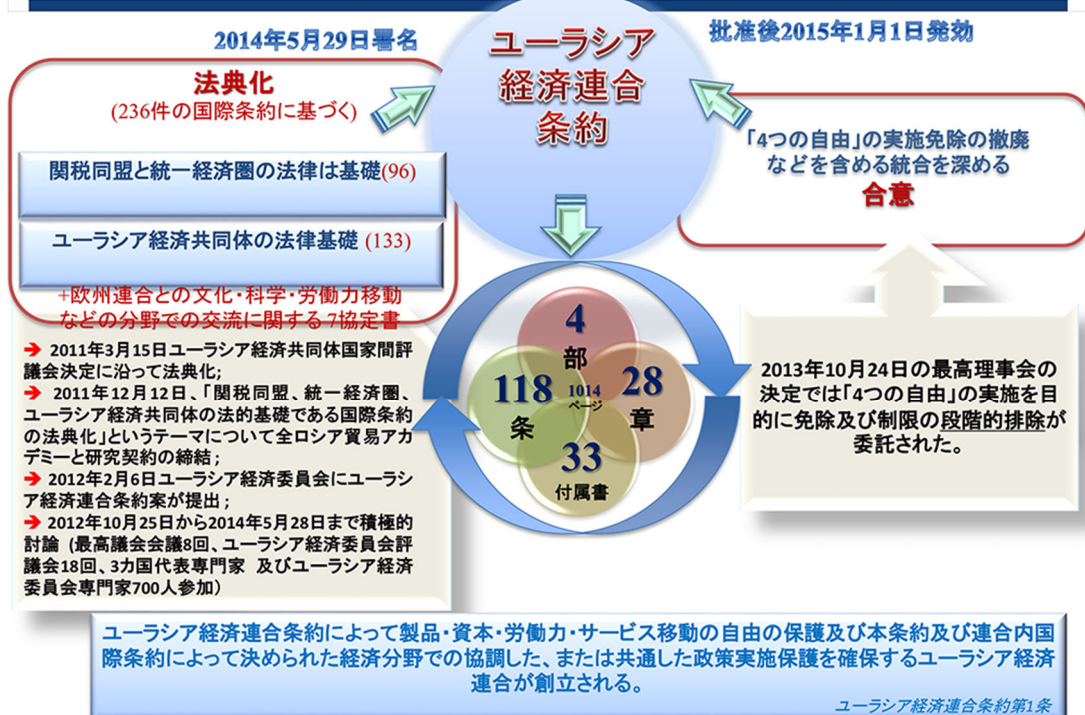 2014年5月29日署名
ユーラシア
経済連合
条約
批准後2015年1月1日発効
法典化
(236件の国際条約に基づく)
関税同盟と統一経済圏の法律は基礎(96)
ユーラシア経済共同体の法律基礎 (133)
+欧州連合との文化・科学・労働力移動
などの分野での交流に関する 7協定書
➔ 2011年3月15日ユーラシア経済共同体国家間評
議会決定に沿って法典化；
➔ 2011年12月12日、「関税同盟、統一経済圏、
ユーラシア経済共同体の法的基礎である国際条約
の法典化」というテーマについて全ロシア貿易アカ
デミーと研究契約の締結；
➔ 2012年2月6日ユーラシア経済委員会にユーラシ
ア経済連合条約案が提出；
➔ 2012年10月25日から2014年5月28日まで積極的
討論 (最高議会会議8回、ユーラシア経済委員会評
議会18回、3カ国代表専門家 及びユーラシア経済
委員会専門家700人参加）
4
部
118
条
1014
ページ
28
章
33
付属書
「4つの自由」の実施免除の撤廃
などを含める統合を深める
合意
2013年10月24日の最高理事会の
決定では「4つの自由」の実施を目
的に免除及び制限の段階的排除が
委託された。
ユーラシア経済連合条約によって製品・資本・労働力・サービス移動の自由の保護及び本条約及び連合内国
際条約によって決められた経済分野での協調した、または共通した政策実施保護を確保するユーラシア経済
連合が創立される。
ユーラシア経済連合条約第1条